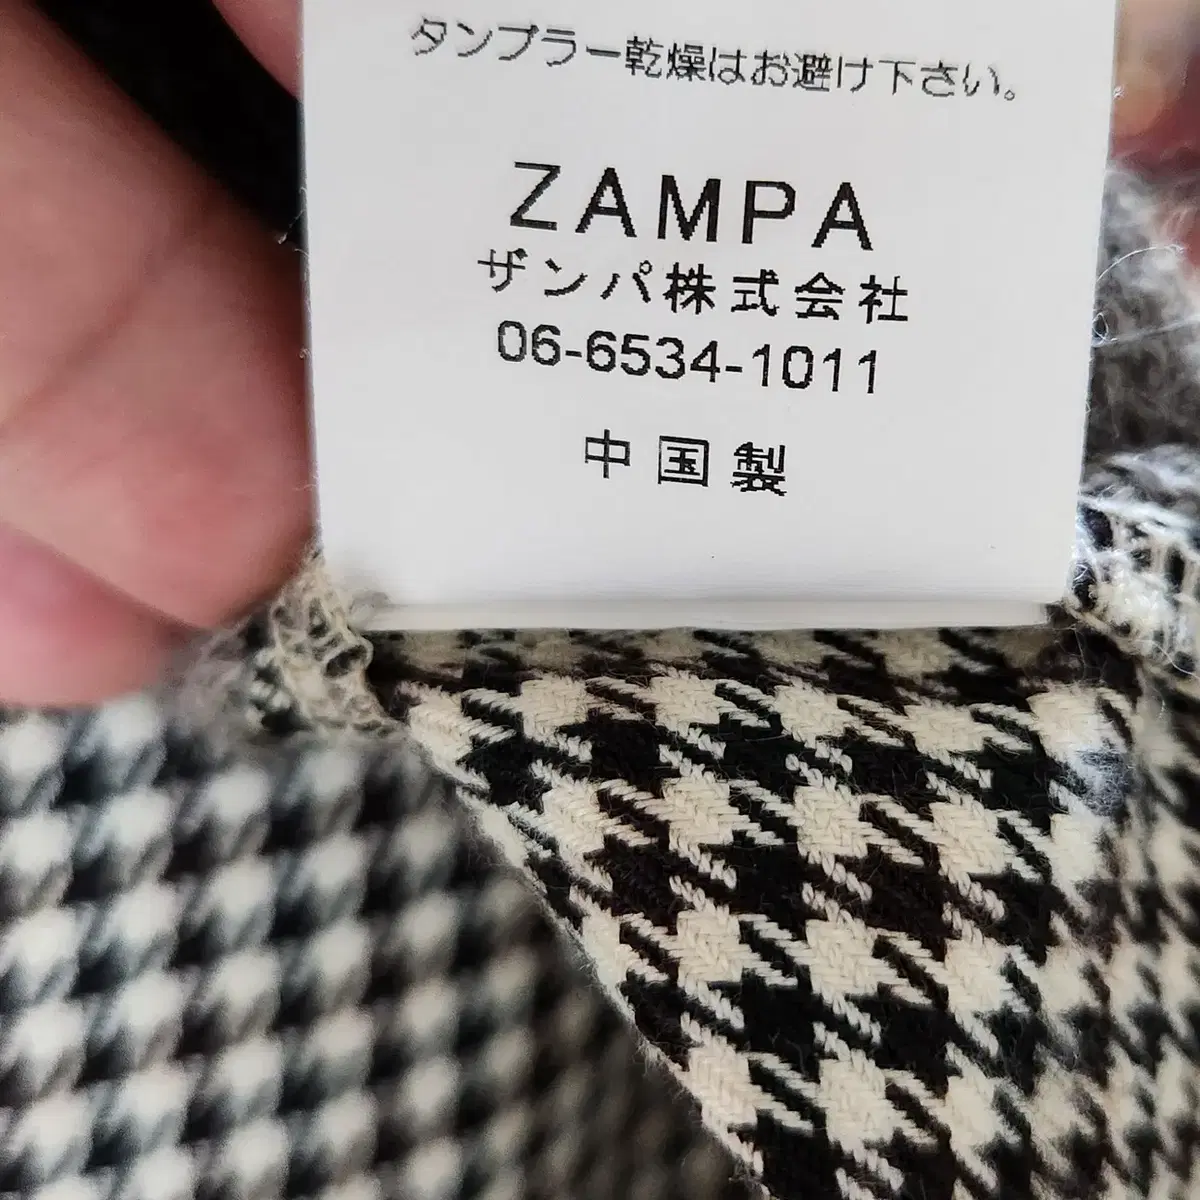 タンブラー乾燥はお避け下さい。
ZAMPA
ザンパ株式会社
06-6534-1011
中国製